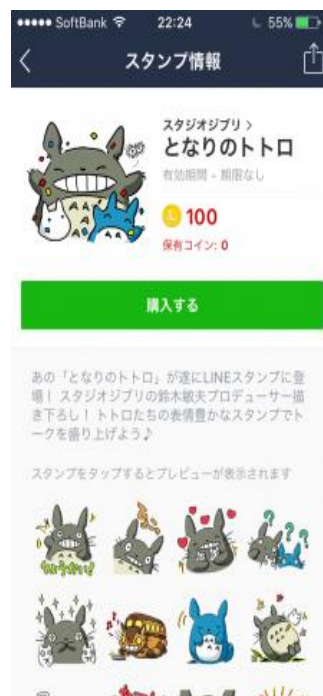 SoftBank 22:24 55%
スタンプ情報
スタジオジブリ >
となりのトトロ
有効期間 - 期限なし
L 100
保有コイン: 0
購入する
あの「となりのトトロ」が遂にLINEスタンプに登
場! スタジオジブリの鈴木敏夫プロデューサー描
き下ろし! トトロたちの表情豊かなスタンプでト
ークを盛り上げよう♪
スタンプをタップするとプレビューが表示されます
ちょうだい!